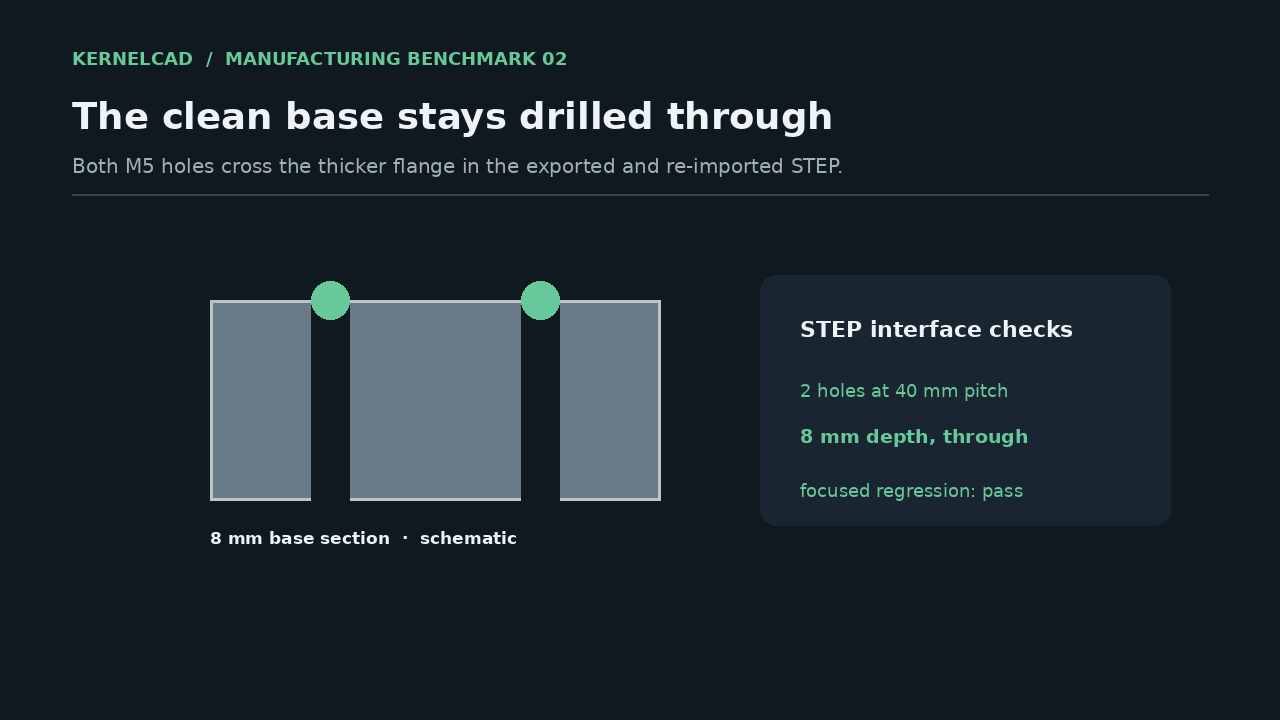 KERNELCAD / MANUFACTURING BENCHMARK 02
The clean base stays drilled through
Both M5 holes cross the thicker flange in the exported and re-imported STEP.
STEP interface checks
2 holes at 40 mm pitch
8 mm depth, through
focused regression: pass
8 mm base section · schematic